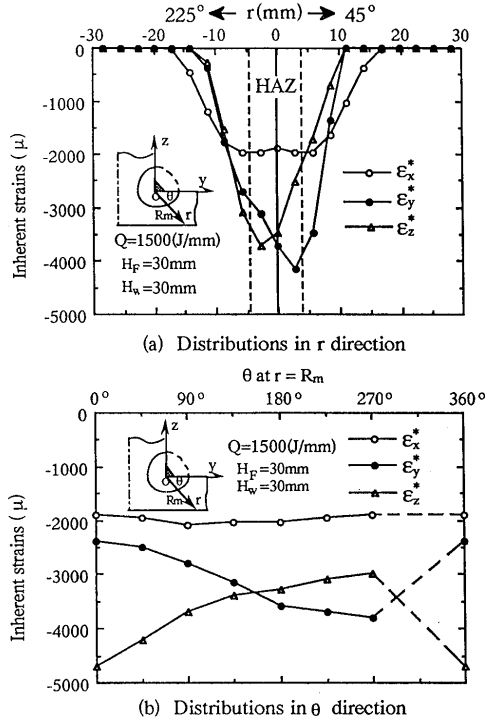 225° ← r(mm) → 45°
-30 -20 -10 0 10 20 30
HAZ
-1000
-2000
-3000
-4000
-5000
Inherent strains (μ)
z
y
O θ
Rm r
Q=1500(J/mm)
HF=30mm
Hw=30mm
εx*
εy*
εz*
(a) Distributions in r direction
θ at r = Rm
0° 90° 180° 270° 360°
0
-1000
-2000
-3000
-4000
-5000
Inherent strains (μ)
z
y
O θ
Rm r
Q=1500(J/mm)
HF=30mm
Hw=30mm
εx*
εy*
εz*
(b) Distributions in θ direction